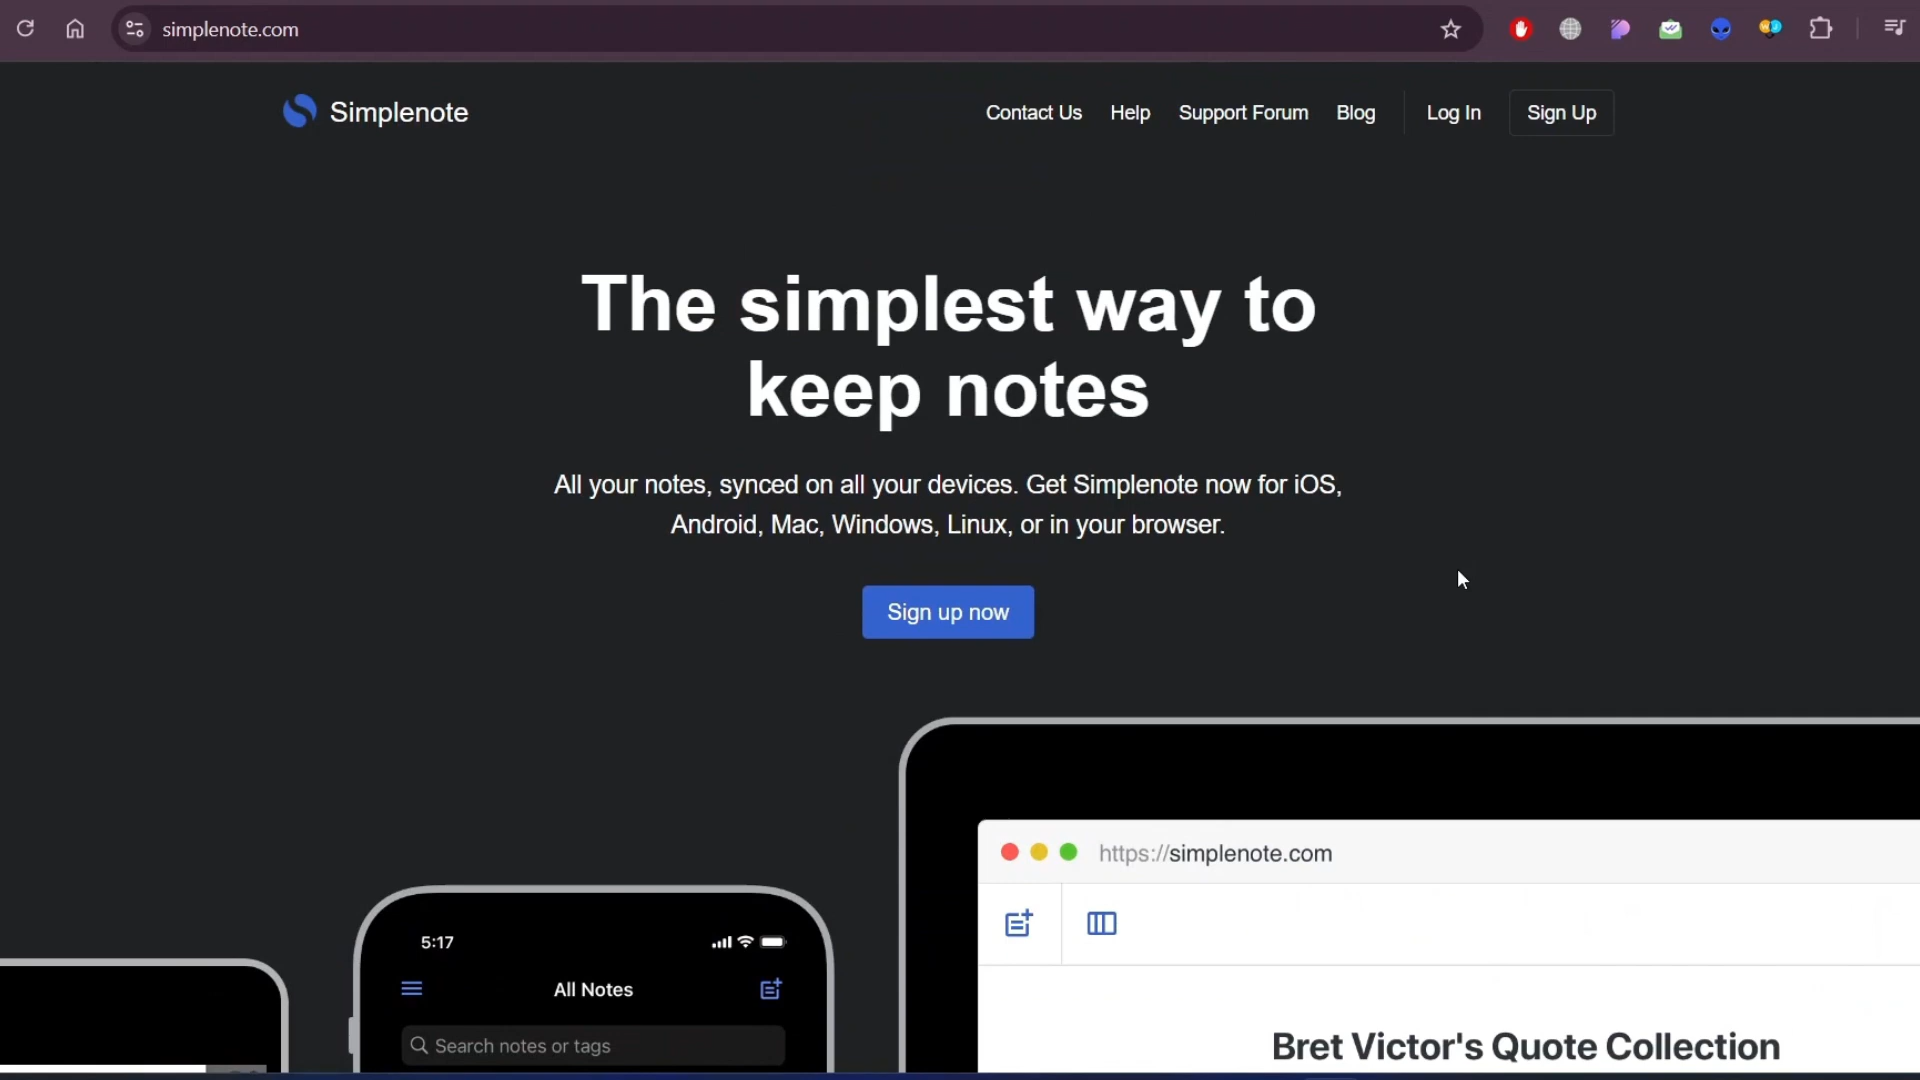 simplenote.com
Simplenote
Contact Us Help Support Forum Blog Log In Sign Up
The simplest way to
keep notes
All your notes, synced on all your devices. Get Simplenote now for iOS,
Android, Mac, Windows, Linux, or in your browser.
Sign up now
https://simplenote.com
5:17
All Notes
Search notes or tags
Bret Victor's Quote Collection